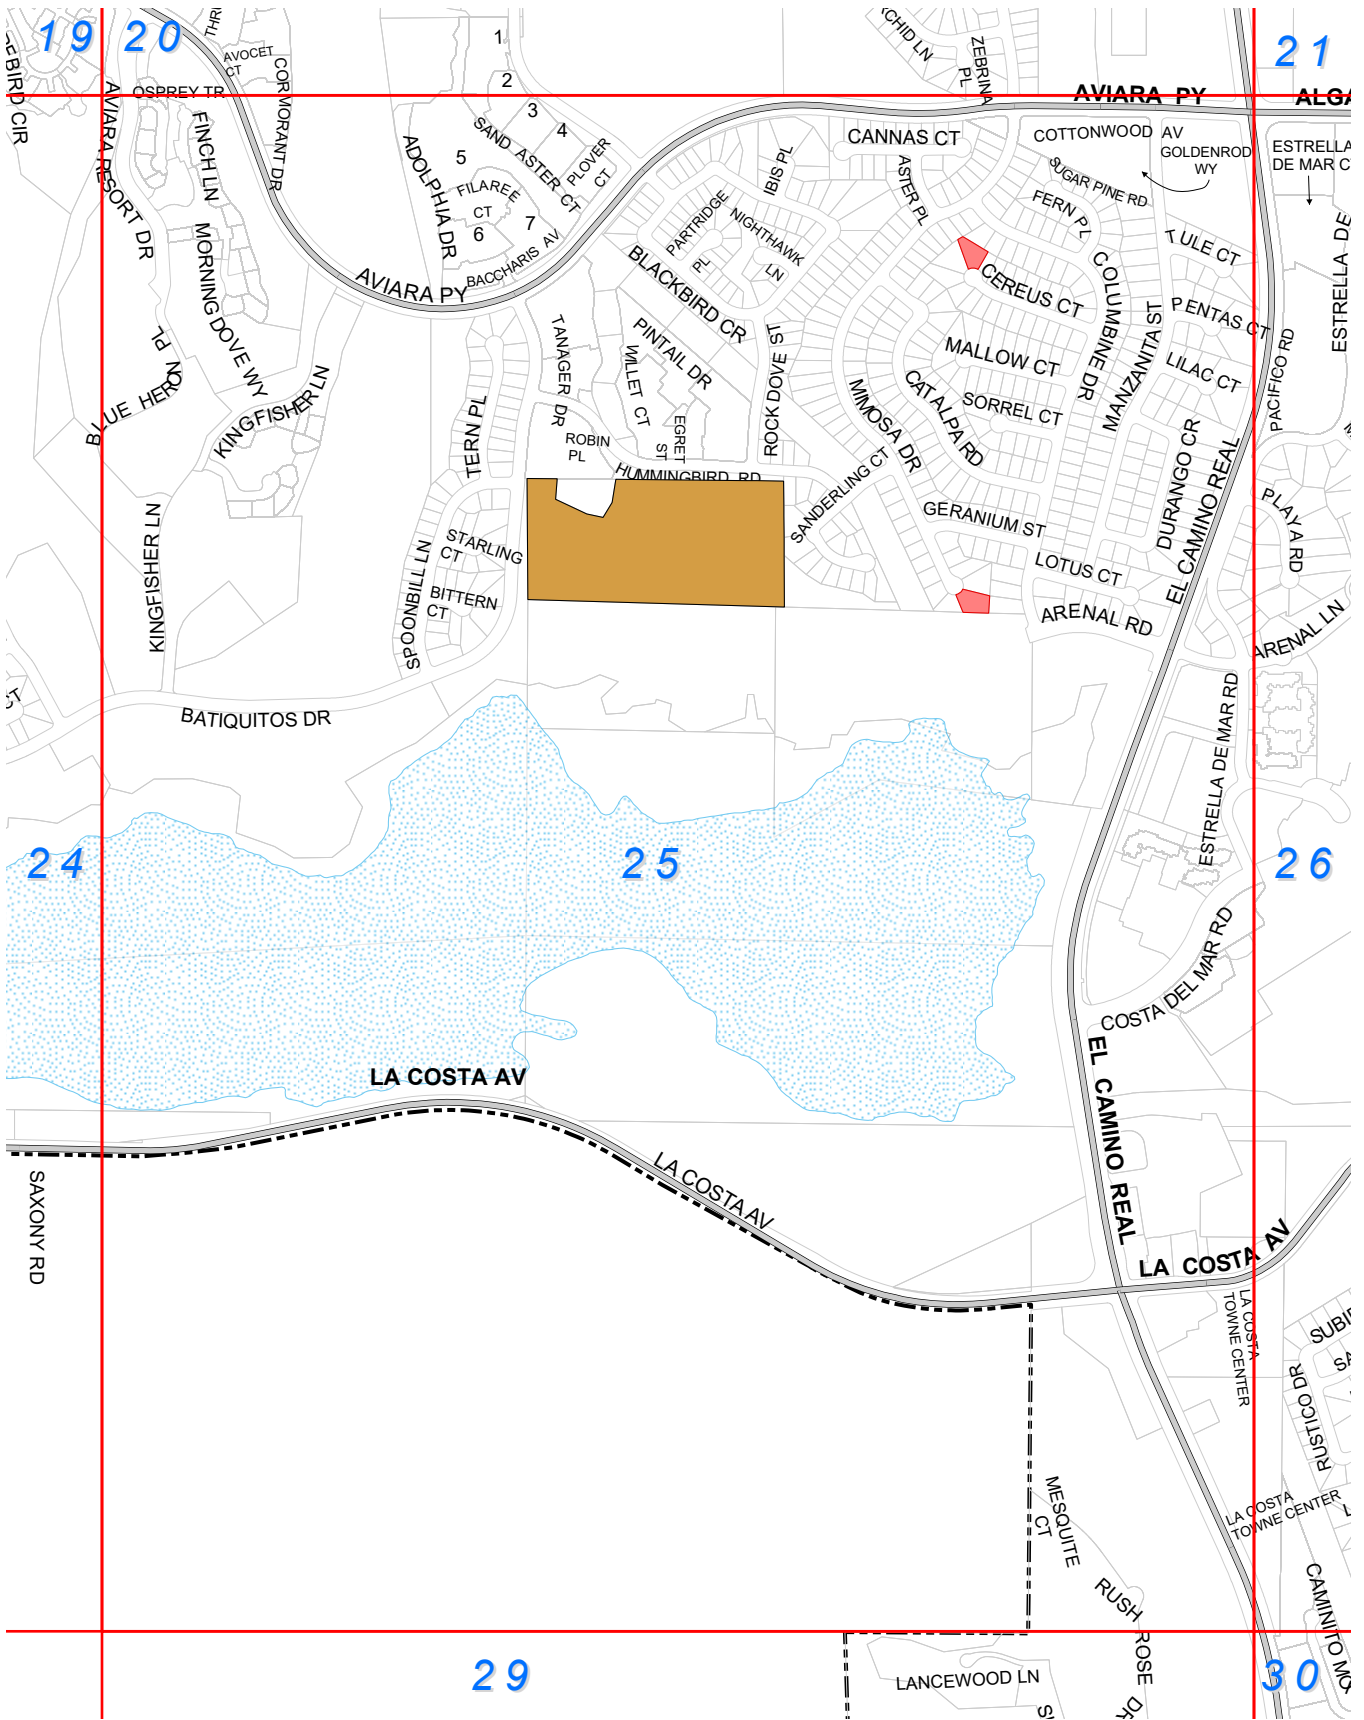 19
20
21
AVOCET
CT
CORMORANT DR
OSPREY TR
1
2
3
4
5
6
7
ZEBRINA
PL
AVIARA PY
AVIARA RESORT DR
FINCH LN
MORNING DOVE WY
ADOLPHIA DR
SAND ASTER CT
PLOVER
CT
FILAREE
CT
BACCHARIS AV
AVIARA PY
CANNAS CT
IBIS PL
ASTER PL
COTTONWOOD AV
GOLDENROD
WY
ESTRELLA
SUGAR PINE RD
FERN PL
TULE CT
PARTRIDGE
PL
NIGHTHAWK
LN
BLACKBIRD CR
CEREUS CT
COLUMBINE DR
PENTAS CT
LILAC CT
MANZANITA ST
PACIFICO RD
BLUE HERON PL
KINGFISHER LN
TANAGER DR
WILLET CT
PINTAIL DR
ROCK DOVE ST
MALLOW CT
SORREL CT
CATALPA RD
MIMOSA DR
TERN PL
ROBIN
PL
EGRET
ST
HUMMINGBIRD RD
SANDERLING CT
GERANIUM ST
DURANGO CR
EL CAMINO REAL
PLAYA RD
KINGFISHER LN
SPOONBILL LN
STARLING
CT
BITTERN
CT
LOTUS CT
ARENAL RD
ARENAL LN
BATIQUITOS DR
ESTRELLA DE MAR RD
24
25
26
COSTA DEL MAR RD
LA COSTA AV
EL CAMINO REAL
SAXONY RD
LA COSTA AV
LA COSTA AV
LA COSTA
TOWNE CENTER
RUSTICO DR
MESQUITE
CT
LA COSTA
TOWNE CENTER
RUSH ROSE
29
30
LANCEWOOD LN